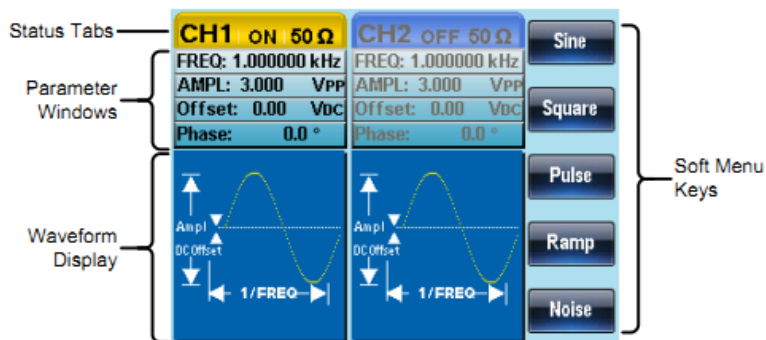 Status Tabs
CH1 ON 50 Ω
CH2 OFF 50 Ω
Sine
Parameter
Windows
FREQ: 1.000000 kHz
FREQ: 1.000000 kHz
AMPL: 3.000 VPP
AMPL: 3.000 VPP
Offset: 0.00 VDC
Offset: 0.00 VDC
Phase: 0.0 °
Phase: 0.0 °
Square
Pulse
Soft Menu
Keys
Waveform
Display
Ampl
DC Offset
1/FREQ
Ampl
DC Offset
1/FREQ
Ramp
Noise